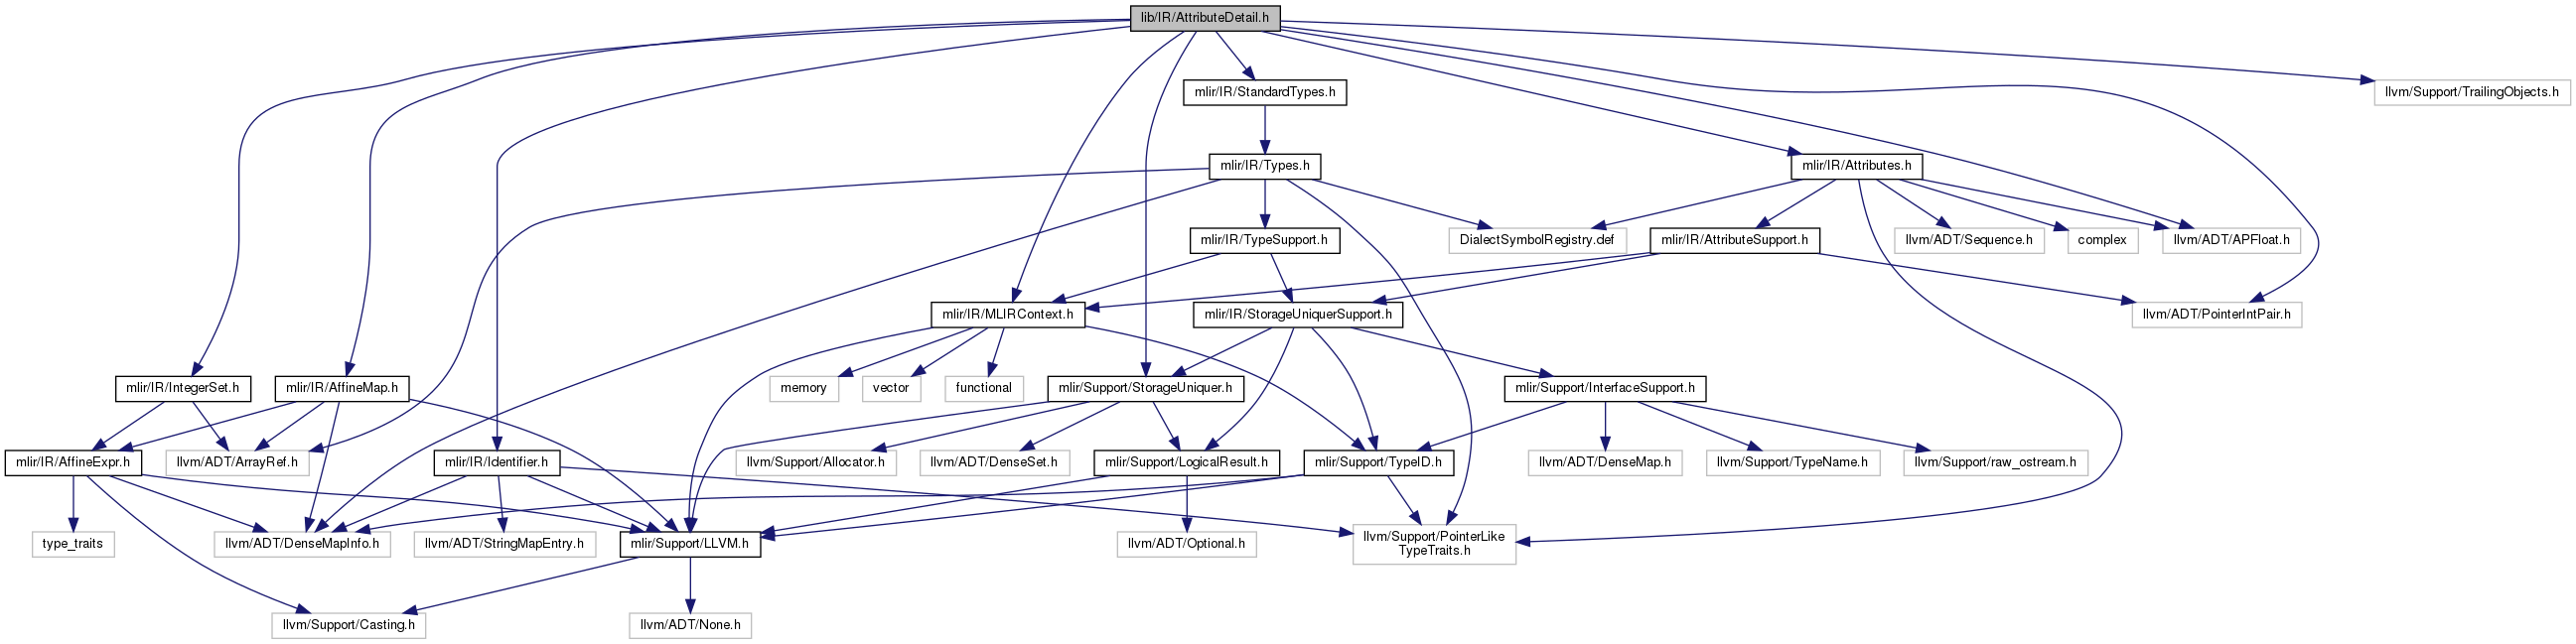 lib/IR/AttributeDetail.h
mlir/IR/StandardTypes.h
llvm/Support/TrailingObjects.h
mlir/IR/Types.h
mlir/IR/Attributes.h
mlir/IR/TypeSupport.h
DialectSymbolRegistry.def
mlir/IR/AttributeSupport.h
llvm/ADT/Sequence.h
complex
llvm/ADT/APFloat.h
mlir/IR/MLIRContext.h
mlir/IR/StorageUniquerSupport.h
llvm/ADT/PointerIntPair.h
mlir/IR/IntegerSet.h
mlir/IR/AffineMap.h
memory
vector
functional
mlir/Support/StorageUniquer.h
mlir/Support/InterfaceSupport.h
mlir/IR/AffineExpr.h
llvm/ADT/ArrayRef.h
mlir/IR/Identifier.h
llvm/Support/Allocator.h
llvm/ADT/DenseSet.h
mlir/Support/LogicalResult.h
mlir/Support/TypeID.h
llvm/ADT/DenseMap.h
llvm/Support/TypeName.h
llvm/Support/raw_ostream.h
type_traits
llvm/ADT/DenseMapInfo.h
llvm/ADT/StringMapEntry.h
mlir/Support/LLVM.h
llvm/ADT/Optional.h
llvm/Support/PointerLike
TypeTraits.h
llvm/Support/Casting.h
llvm/ADT/None.h